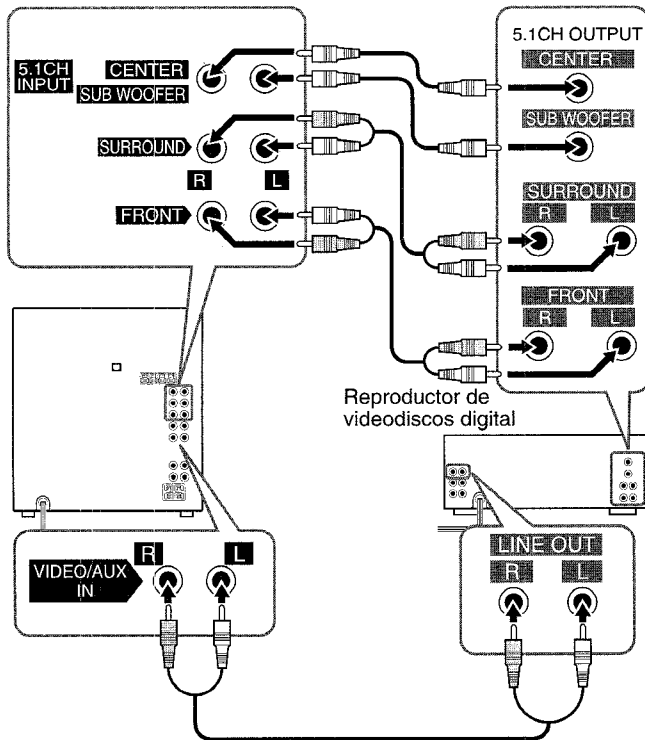 5.1CH
INPUT
CENTER
SUB WOOFER
SURROUND
R L
FRONT
5.1CH OUTPUT
CENTER
SUB WOOFER
SURROUND
R L
FRONT
R L
Reproductor de
videodiscos digital
VIDEO/AUX
IN
R L
LINE OUT
R L